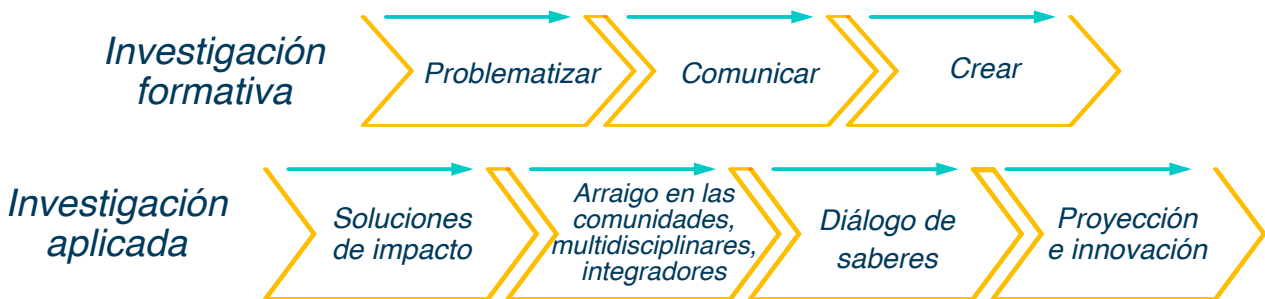 Investigación
formativa
Problematizar
Comunicar
Crear
Investigación
aplicada
Soluciones
de impacto
Arraigo en las
comunidades,
multidisciplinares,
integradores
Diálogo de
saberes
Proyección
e innovación